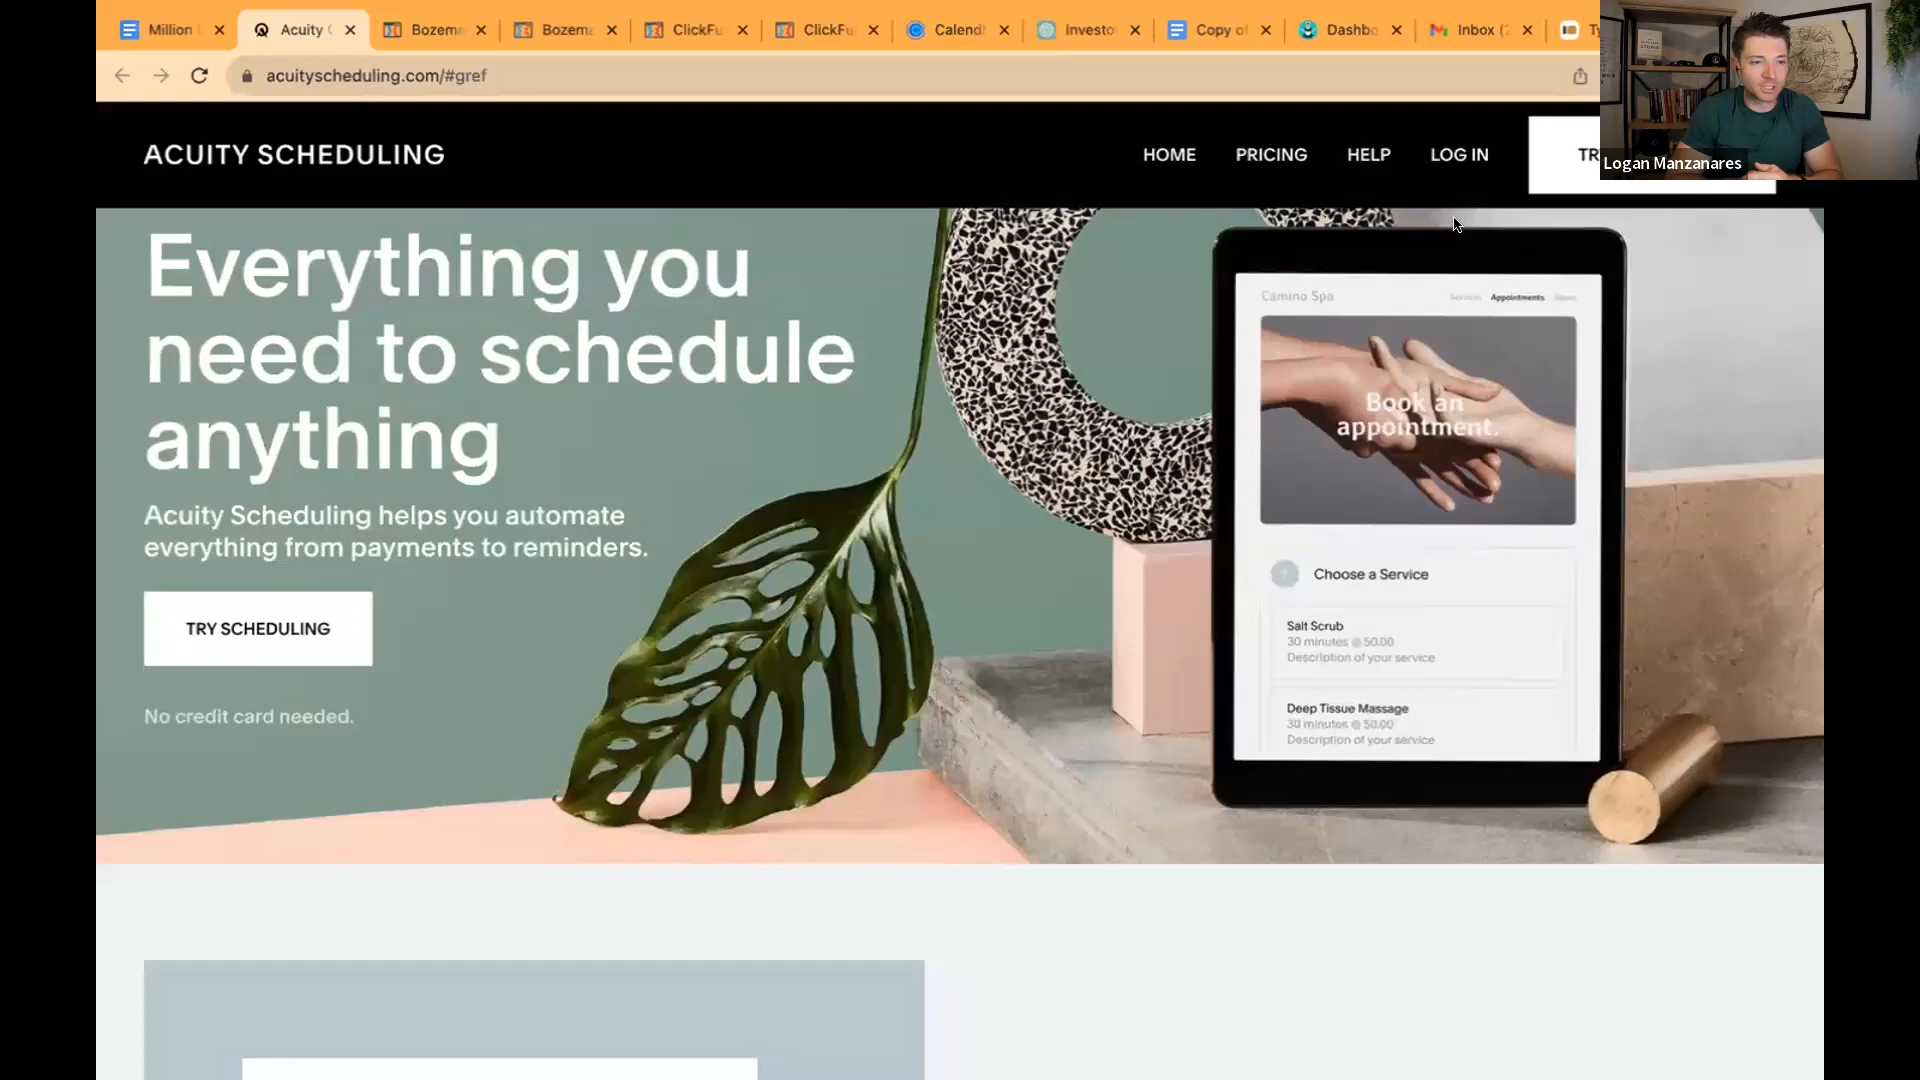 Million
Acuity
Bozem
Bozem
ClickFu
ClickFu
Calend
Investo
Copy of
Dashbo
Inbox (
acuityscheduling.com/#gref
ACUITY SCHEDULING
HOME
PRICING
HELP
LOG IN
TR
Logan Manzanares
Everything you
need to schedule
anything
Acuity Scheduling helps you automate
everything from payments to reminders.
TRY SCHEDULING
No credit card needed.
Camino Spa
Services
Appointments
Book an
appointment.
Choose a Service
Salt Scrub
30 minutes @ 50.00
Description of your service
Deep Tissue Massage
30 minutes @ 50.00
Description of your service